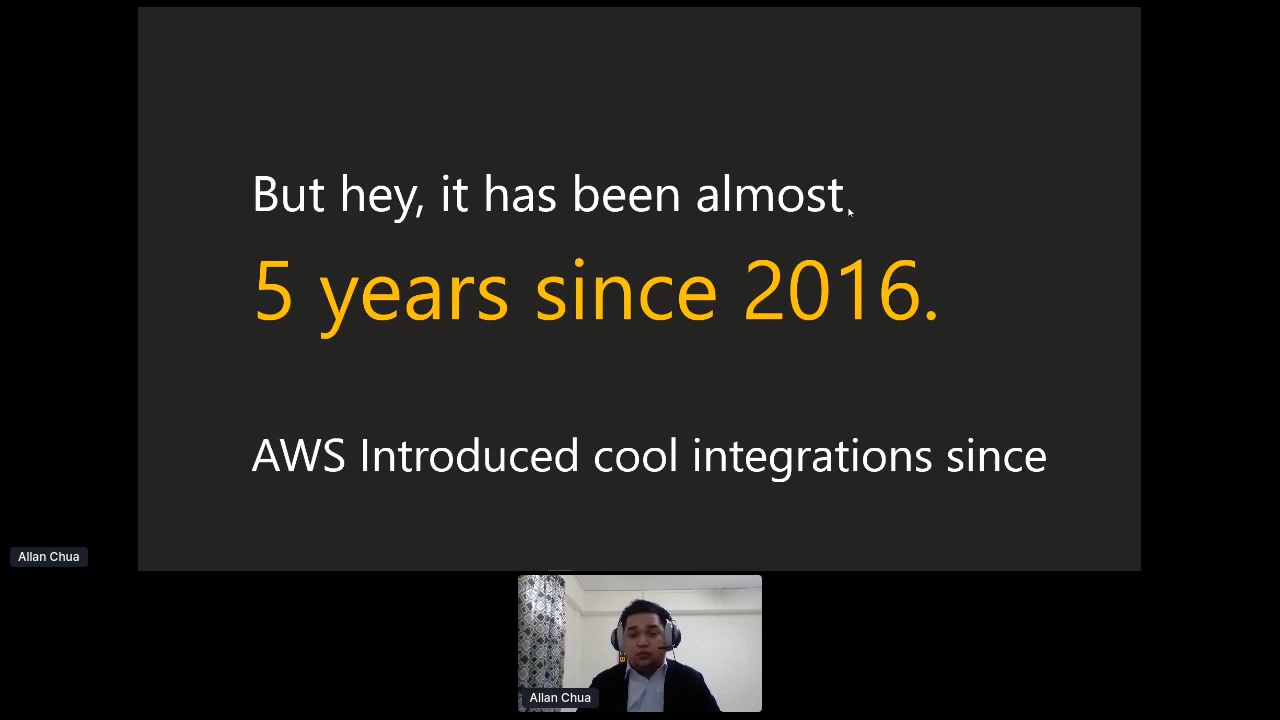 But hey, it has been almost
5 years since 2016.
AWS Introduced cool integrations since
Allan Chua
Allan Chua